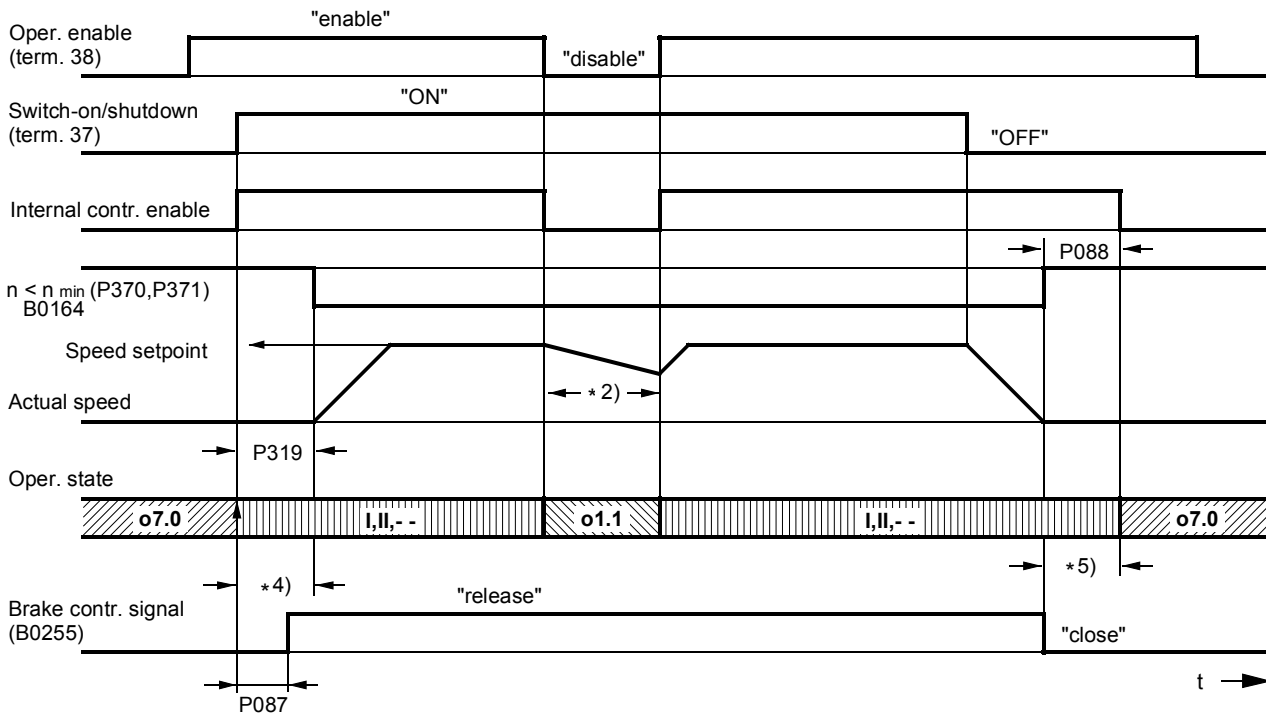 "enable"
Oper. enable
(term. 38)
"disable"
"ON"
Switch-on/shutdown
(term. 37)
"OFF"
Internal contr. enable
P088
n < n min (P370,P371)
B0164
Speed setpoint
* 2)
Actual speed
P319
Oper. state
o7.0 I,II,- - o1.1 I,II,- - o7.0
* 4) * 5)
"release"
Brake contr. signal
(B0255)
"close"
t
P087